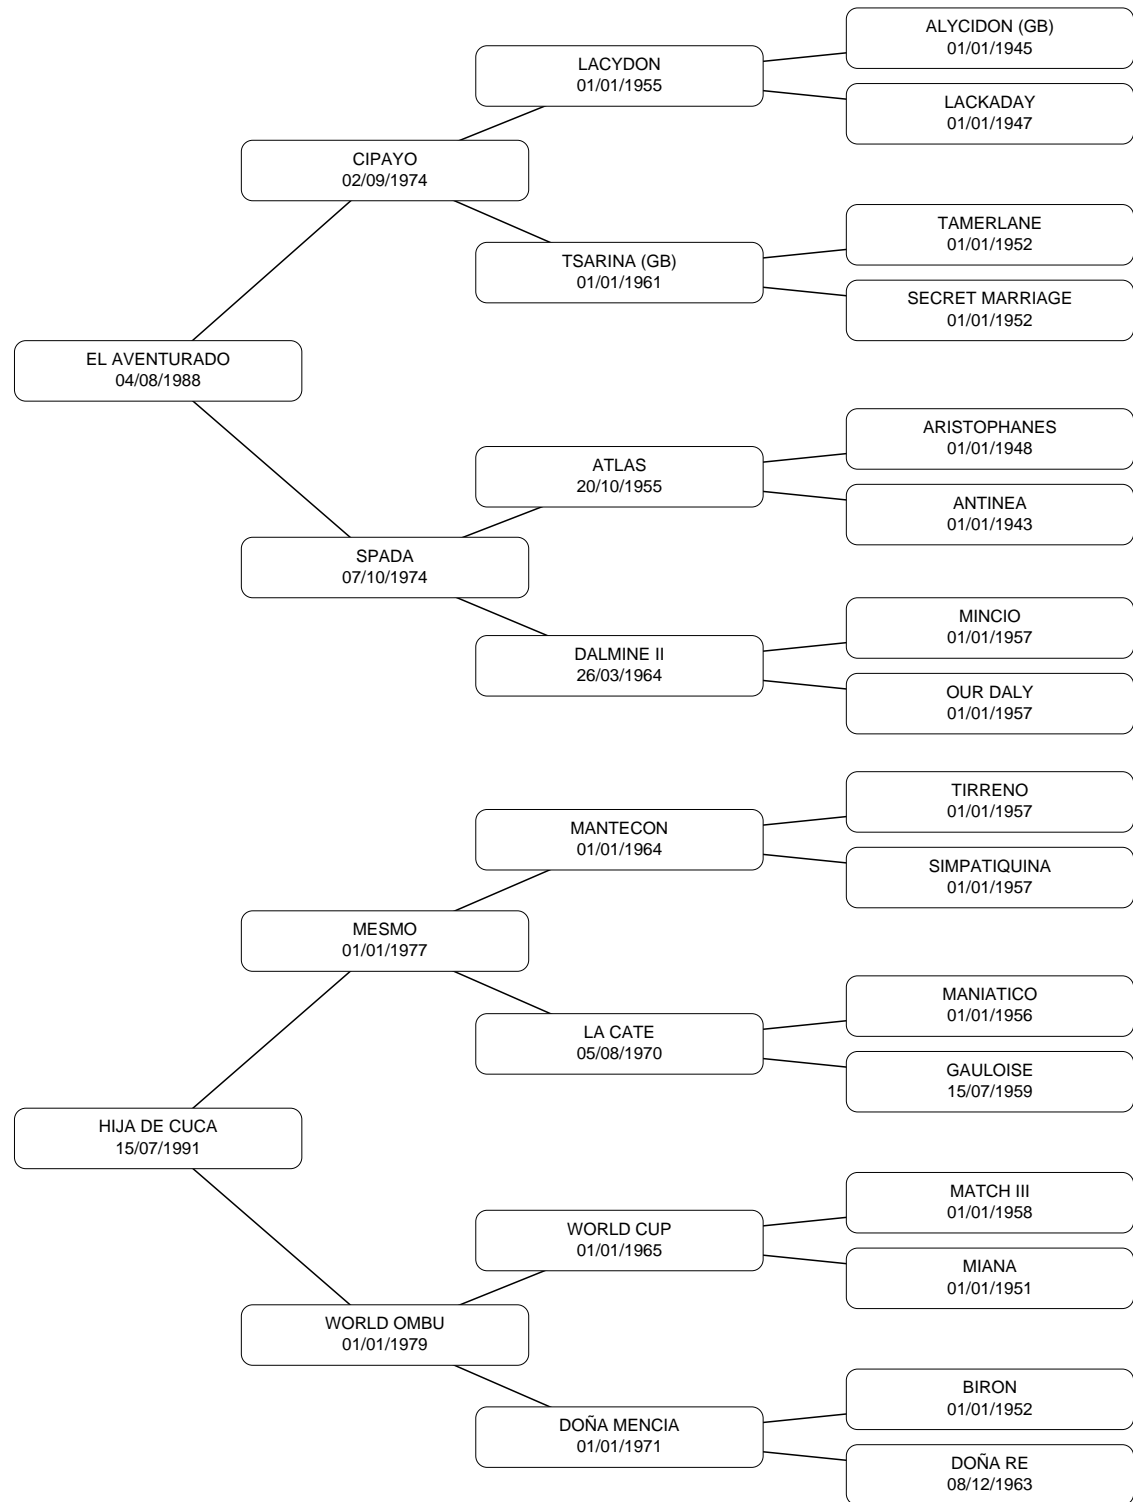 ALYCIDON (GB)
01/01/1945
LACYDON
01/01/1955
LACKADAY
01/01/1947
CIPAYO
02/09/1974
TAMERLANE
01/01/1952
TSARINA (GB)
01/01/1961
SECRET MARRIAGE
01/01/1952
EL AVENTURADO
04/08/1988
ARISTOPHANES
01/01/1948
ATLAS
20/10/1955
ANTINEA
01/01/1943
SPADA
07/10/1974
MINCIO
01/01/1957
DALMINE II
26/03/1964
OUR DALY
01/01/1957
TIRRENO
01/01/1957
MANTECON
01/01/1964
SIMPATIQUINA
01/01/1957
MESMO
01/01/1977
MANIATICO
01/01/1956
LA CATE
05/08/1970
GAULOISE
15/07/1959
HIJA DE CUCA
15/07/1991
MATCH III
01/01/1958
WORLD CUP
01/01/1965
MIANA
01/01/1951
WORLD OMBU
01/01/1979
BIRON
01/01/1952
DOÑA MENCIA
01/01/1971
DOÑA RE
08/12/1963